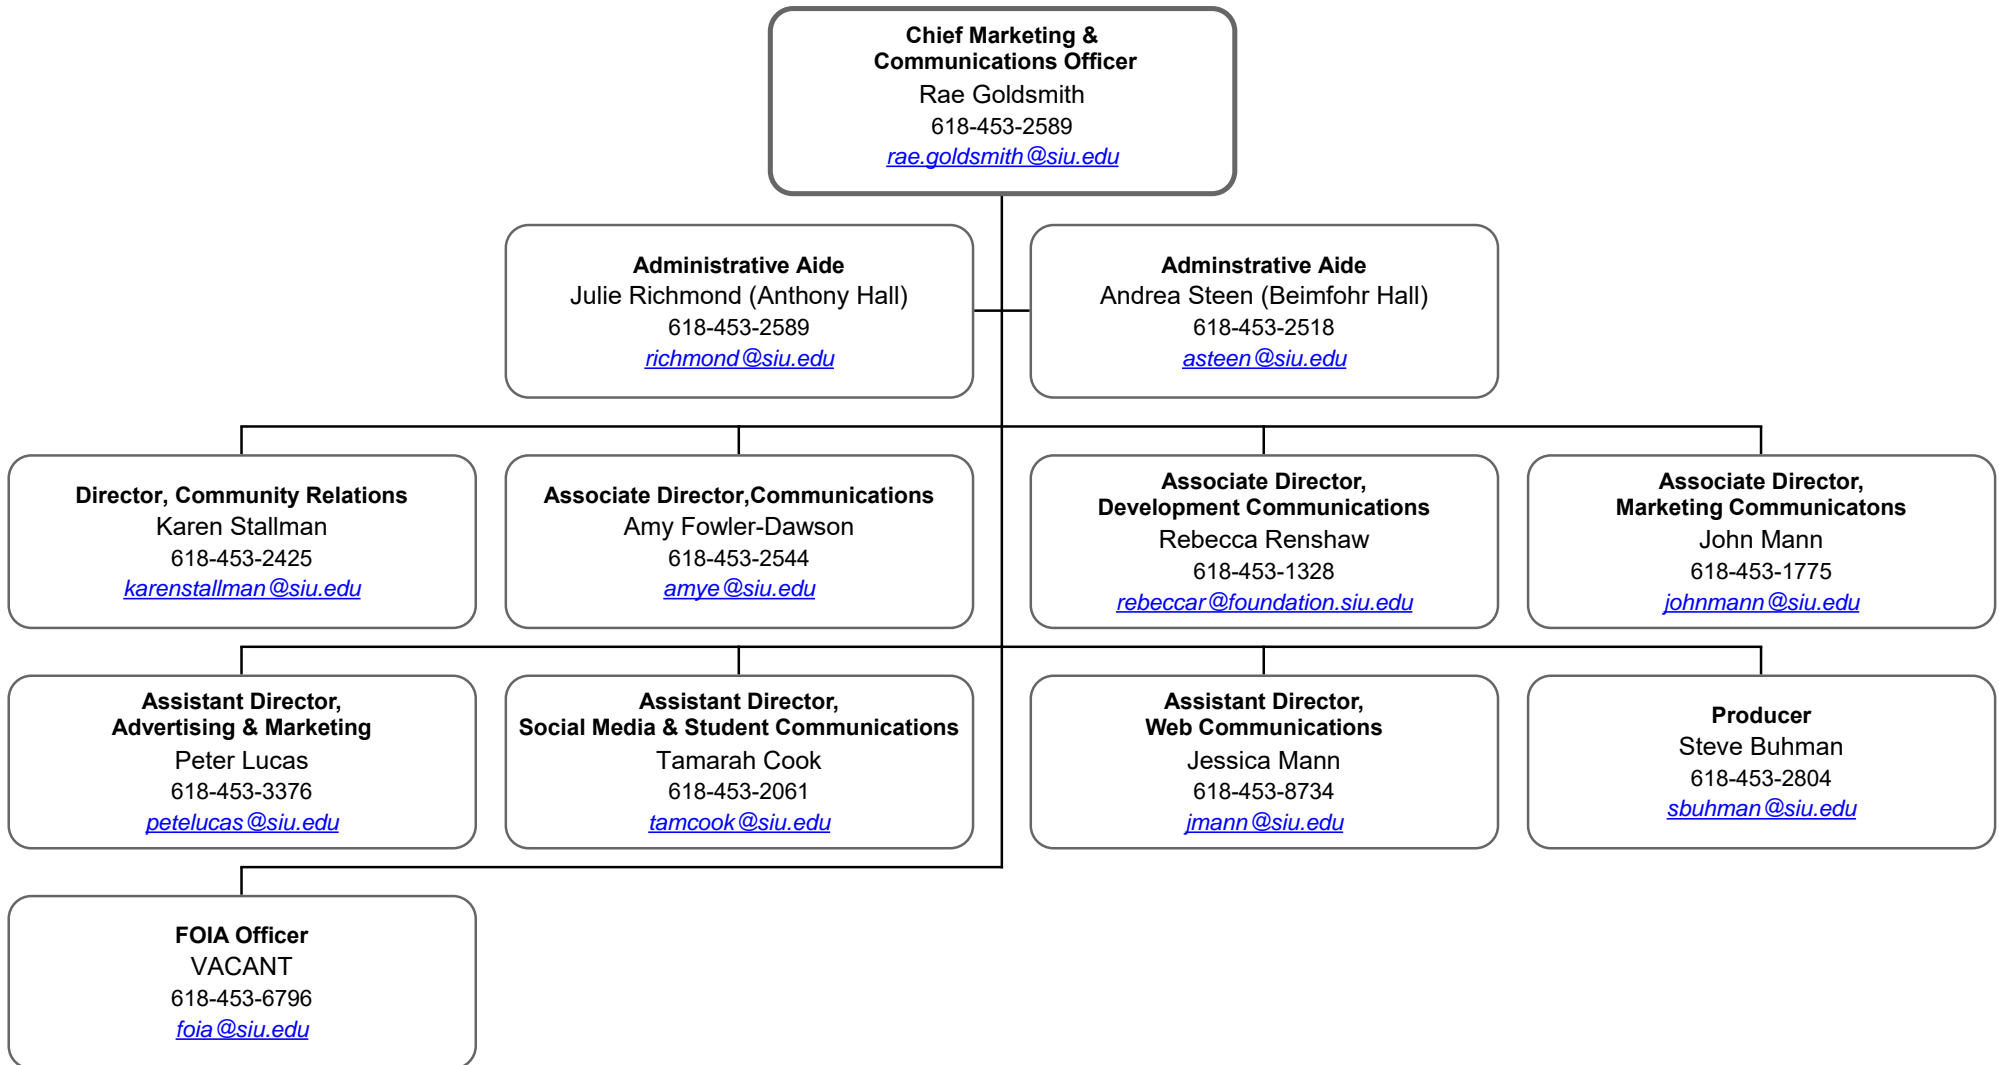 Chief Marketing &
Communications Officer
Rae Goldsmith
618-453-2589
rae.goldsmith@siu.edu
Administrative Aide
Julie Richmond (Anthony Hall)
618-453-2589
richmond@siu.edu
Adminstrative Aide
Andrea Steen (Beimfohr Hall)
618-453-2518
asteen@siu.edu
Director, Community Relations
Karen Stallman
618-453-2425
karenstallman@siu.edu
Associate Director,Communications
Amy Fowler-Dawson
618-453-2544
amye@siu.edu
Associate Director,
Development Communications
Rebecca Renshaw
618-453-1328
rebeccar@foundation.siu.edu
Associate Director,
Marketing Communicatons
John Mann
618-453-1775
johnmann@siu.edu
Assistant Director,
Advertising & Marketing
Peter Lucas
618-453-3376
petelucas@siu.edu
Assistant Director,
Social Media & Student Communications
Tamarah Cook
618-453-2061
tamcook@siu.edu
Assistant Director,
Web Communications
Jessica Mann
618-453-8734
jmann@siu.edu
Producer
Steve Buhman
618-453-2804
sbuhman@siu.edu
FOIA Officer
VACANT
618-453-6796
foia@siu.edu